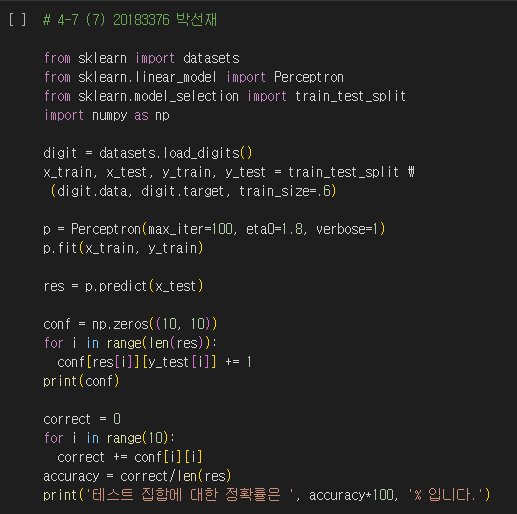 [ ] # 4-7 (7) 20183376 박선재
from sklearn import datasets
from sklearn.linear_model import Perceptron
from sklearn.model_selection import train_test_split
import numpy as np
digit = datasets.load_digits()
x_train, x_test, y_train, y_test = train_test_split ₩
(digit.data, digit.target, train_size=.6)
p = Perceptron(max_iter=100, eta0=1.8, verbose=1)
p.fit(x_train, y_train)
res = p.predict(x_test)
conf = np.zeros((10, 10))
for i in range(len(res)):
conf[res[i]][y_test[i]] += 1
print(conf)
correct = 0
for i in range(10):
correct += conf[i][i]
accuracy = correct/len(res)
print('테스트 집합에 대한 정확률은 ', accuracy*100, '% 입니다.')